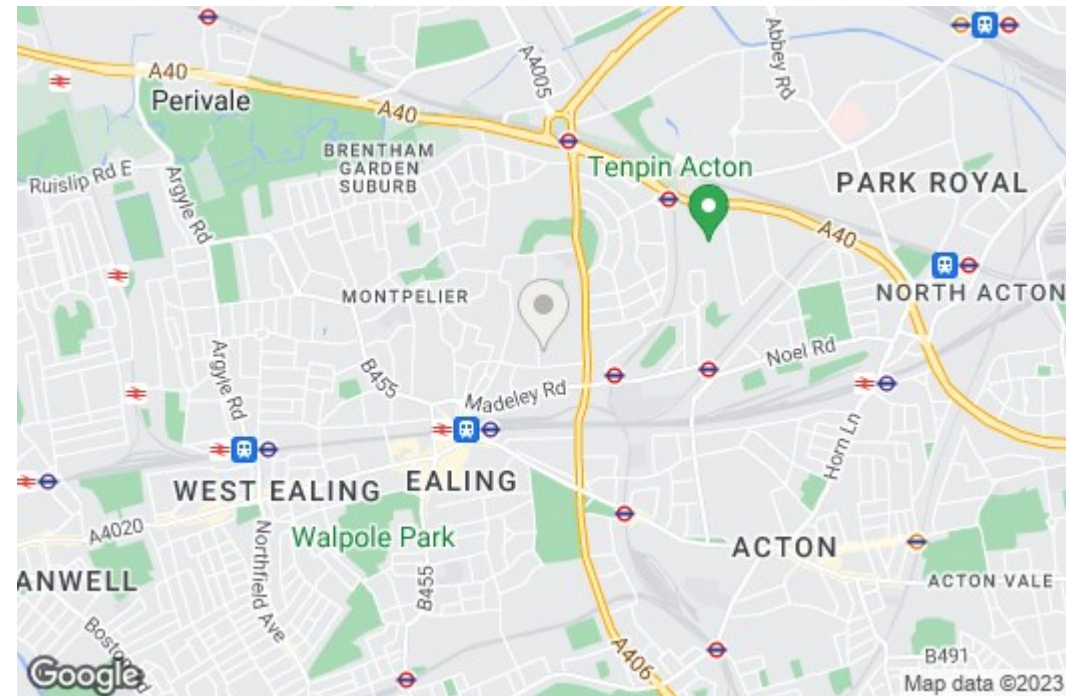 A40
Perivale
A40
A4005
Abbey Rd
BRENTHAM
GARDEN
SUBURB
Ruislip Rd E
Argyle Rd
Tenpin Acton
PARK ROYAL
A40
NORTH ACTON
MONTPELIER
Noel Rd
Argyle Rd
B455
Madeley Rd
Horn Ln
WEST EALING
EALING
A4020
Northfield Ave
Walpole Park
B455
ACTON
ANWELL
ACTON VALE
A406
B491
Google
Map data ©2023